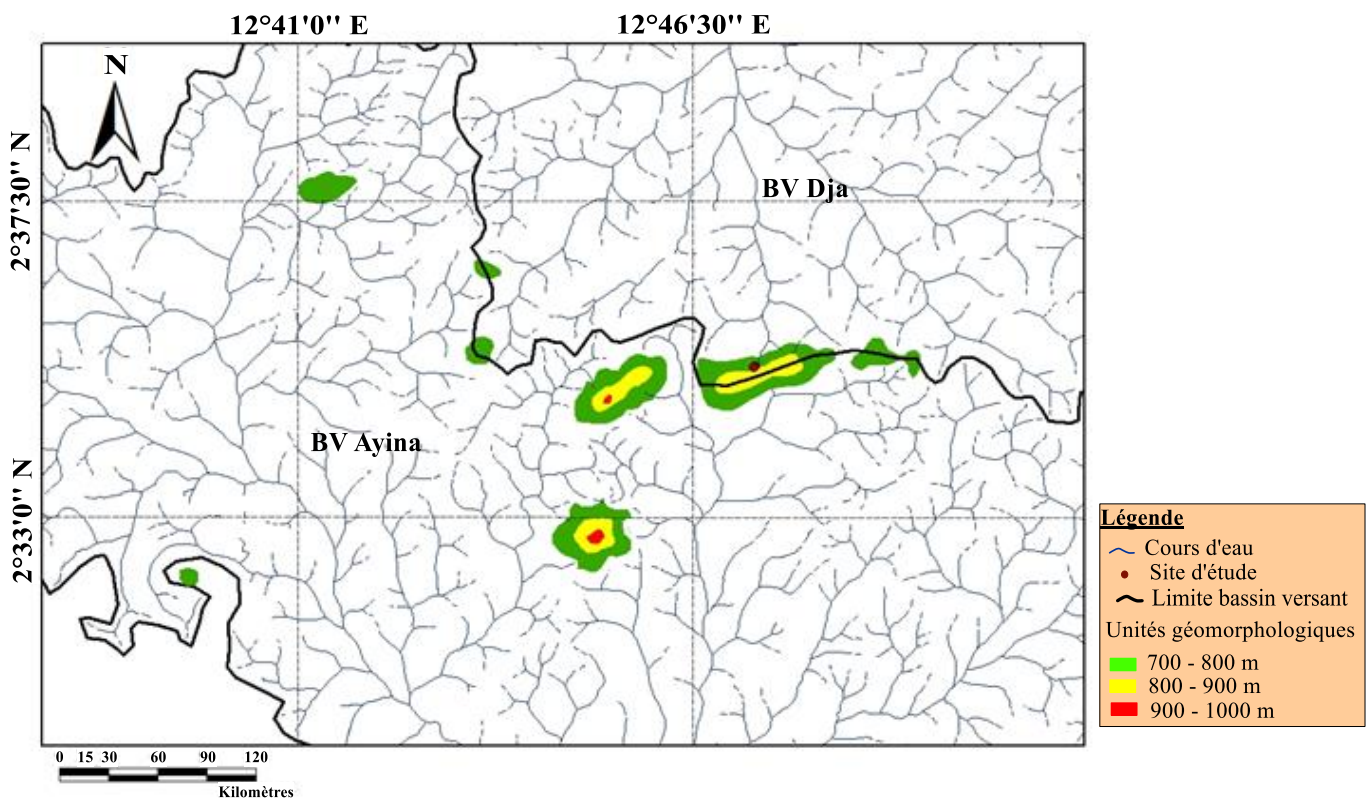 12°41'0'' E
12°46'30'' E
N
2°37'30'' N
BV Dja
BV Ayina
2°33'0'' N
Légende
Cours d'eau
Site d'étude
Limite bassin versant
Unités géomorphologiques
700 - 800 m
800 - 900 m
900 - 1000 m
0 15 30 60 90 120
Kilomètres